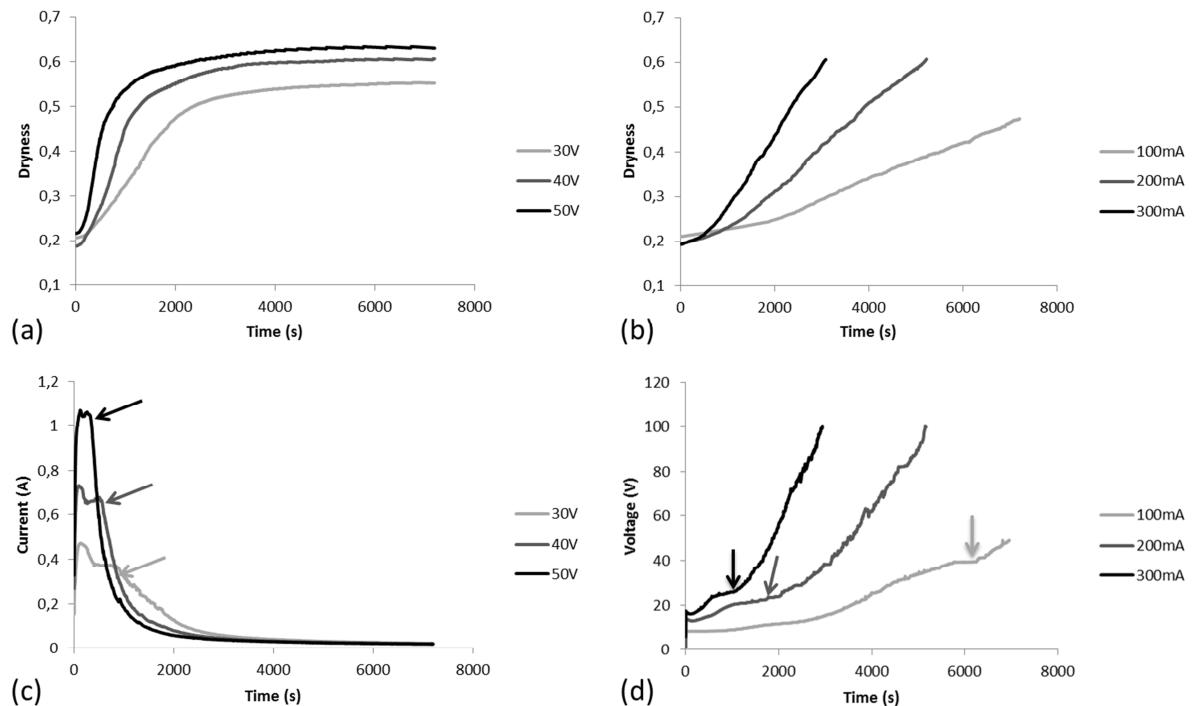 0,7
0,6
0,5
0,4
0,3
0,2
0,1
Dryness
0 2000 4000 6000 8000
Time (s)
30V
40V
50V
(a)
0,7
0,6
0,5
0,4
0,3
0,2
0,1
Dryness
0 2000 4000 6000 8000
Time (s)
100mA
200mA
300mA
(b)
1,2
1
0,8
0,6
0,4
0,2
0
Current (A)
0 2000 4000 6000 8000
Time (s)
30V
40V
50V
(c)
120
100
80
60
40
20
0
Voltage (V)
0 2000 4000 6000 8000
Time (s)
100mA
200mA
300mA
(d)